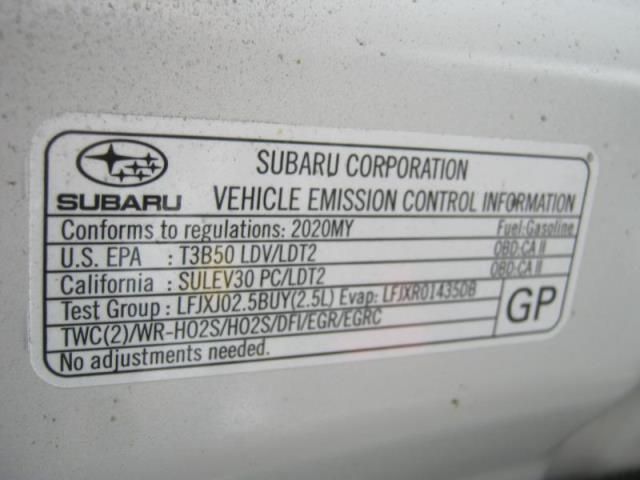 SUBARU
SUBARU CORPORATION
VEHICLE EMISSION CONTROL INFORMATION
Conforms to regulations: 2020MY Fuel:Gasoline
U.S. EPA : T3B50 LDV/LDT2 OBD:CA II
California : SULEV30 PC/LDT2 OBD:CA II
Test Group : LFJXJ02.5BUY(2.5L) Evap: LFJXR0143SDB
TWC(2)/WR-HO2S/HO2S/DFI/EGR/EGRC
No adjustments needed.
GP